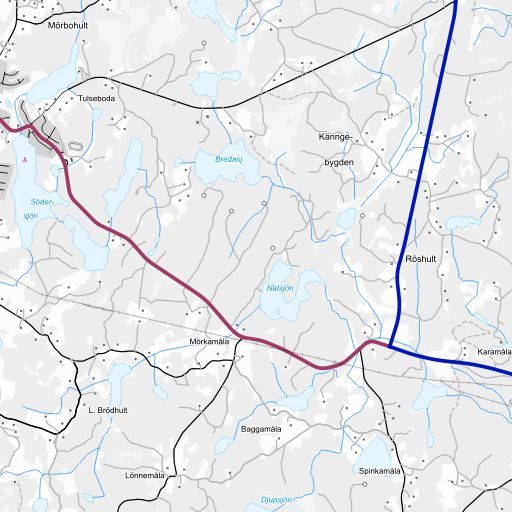 Mörbohult
Tulseboda
Käringe-
bygden
Bredasj
Söder-
sjön
Röshult
Nätsjön
Mörkamåla
Karamåla
L. Brödhult
Baggamåla
Lönnemåla
Spinkamåla
Djupsjön